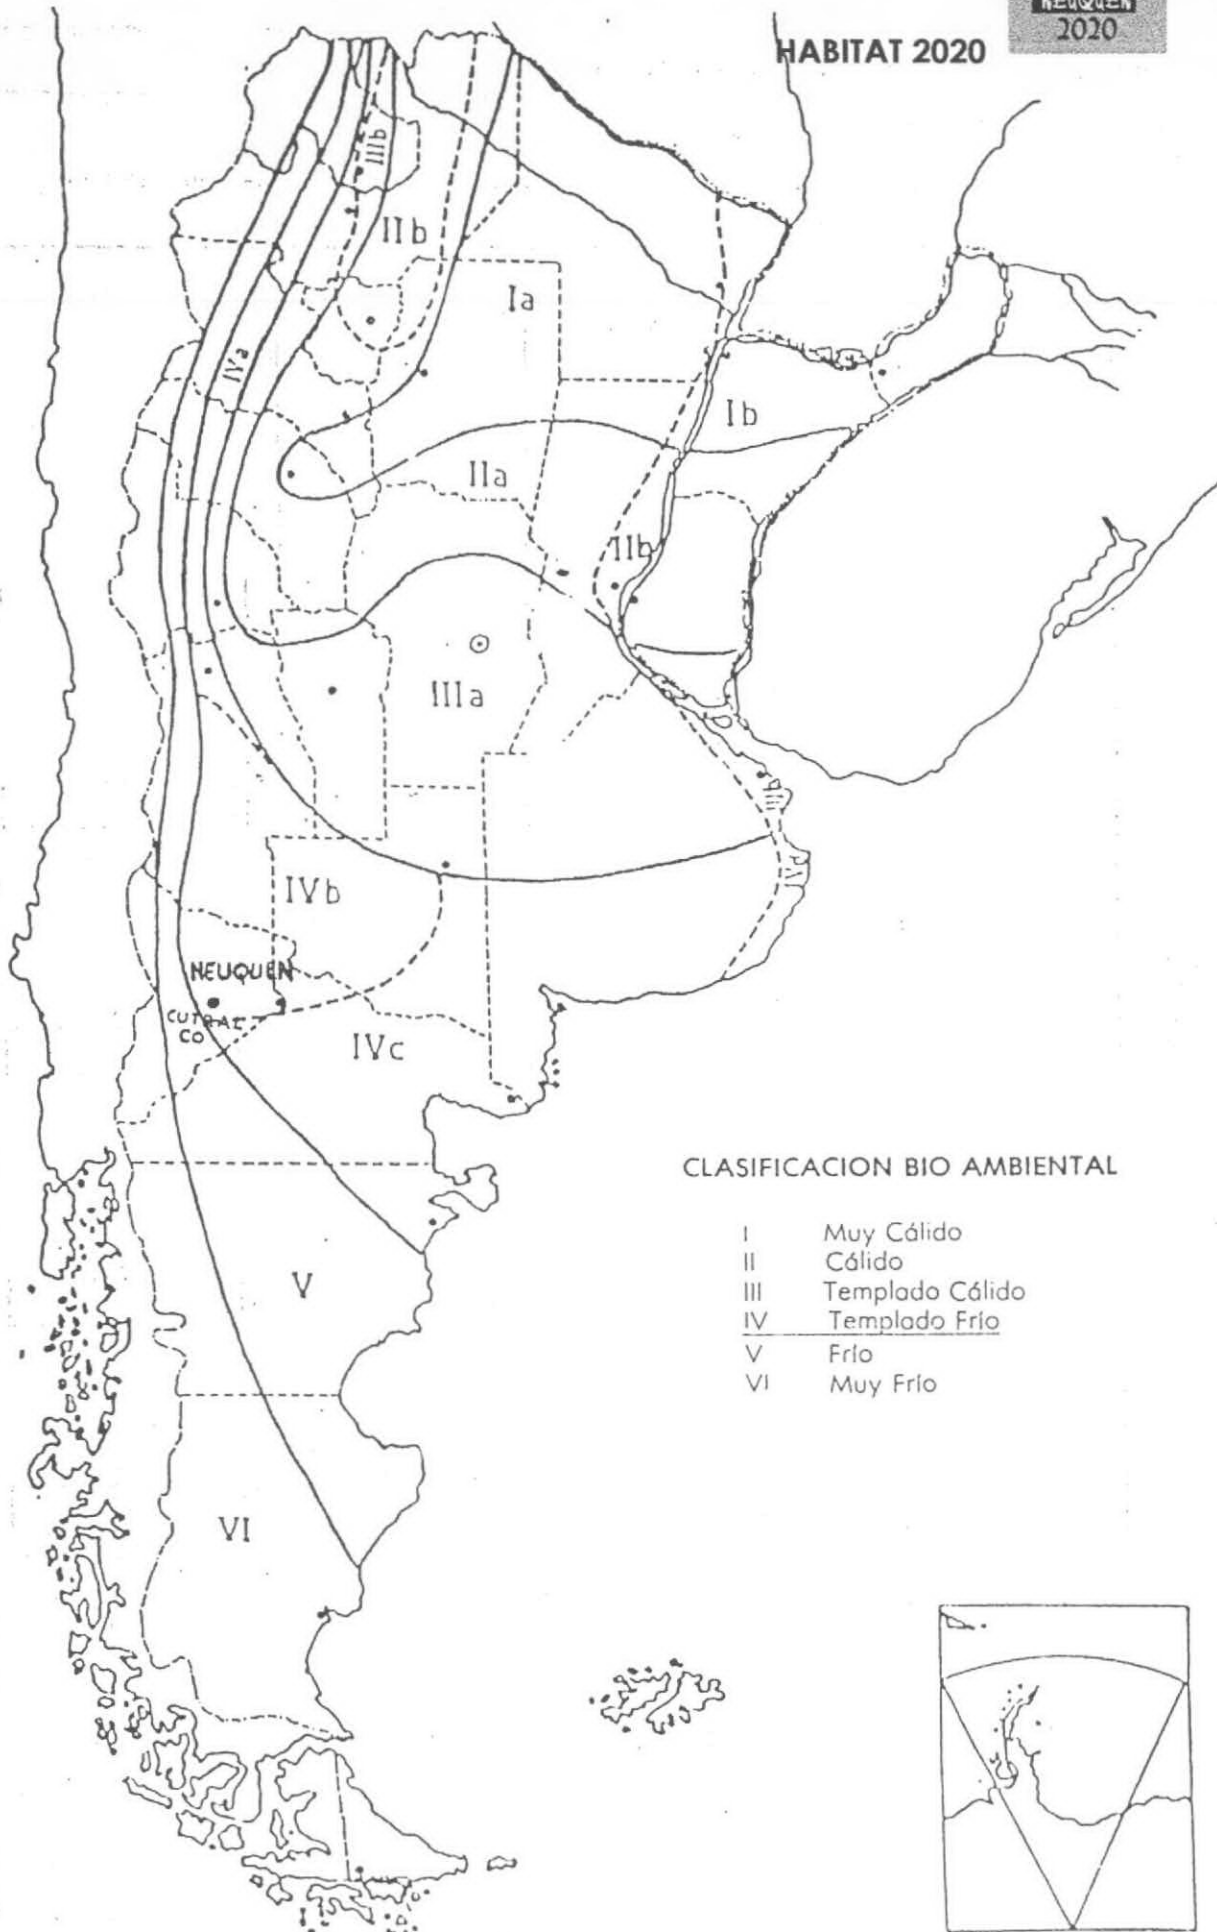 NEUQUEN
2020
HABITAT 2020
IIIb
IIb
Ia
IVa
Ib
IIa
IIb
IIIa
IVb
NEUQUEN
CUTRAL
CO
IVc
V
VI
CLASIFICACION BIO AMBIENTAL
I Muy Cálido
II Cálido
III Templado Cálido
IV Templado Frío
V Frío
VI Muy Frío